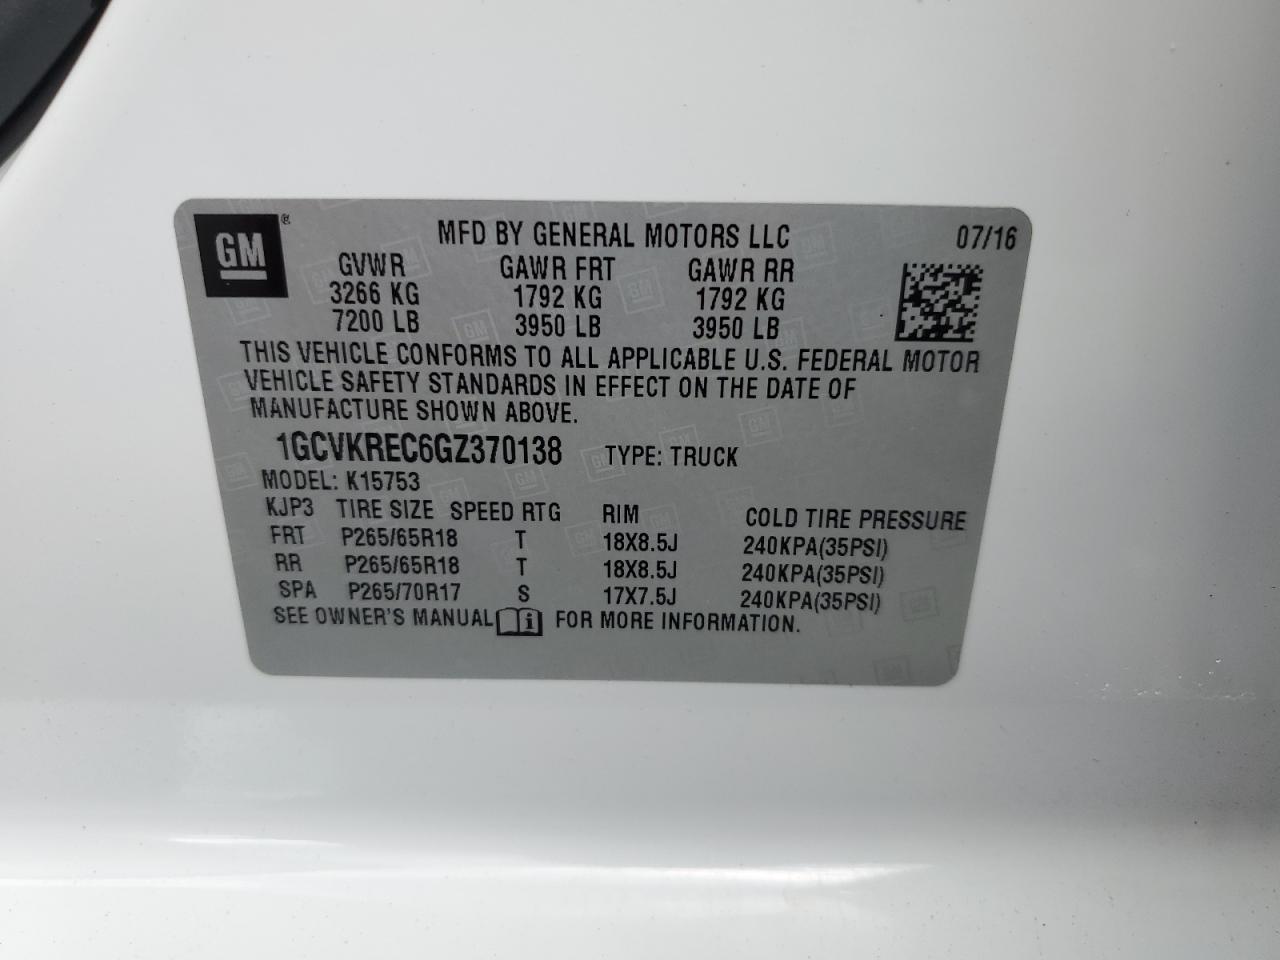 GM ®
MFD BY GENERAL MOTORS LLC 07/16
GVWR GAWR FRT GAWR RR
3266 KG 1792 KG 1792 KG
7200 LB 3950 LB 3950 LB
THIS VEHICLE CONFORMS TO ALL APPLICABLE U.S. FEDERAL MOTOR
VEHICLE SAFETY STANDARDS IN EFFECT ON THE DATE OF
MANUFACTURE SHOWN ABOVE.
1GCVKREC6GZ370138 TYPE: TRUCK
MODEL: K15753
KJP3 TIRE SIZE SPEED RTG RIM COLD TIRE PRESSURE
FRT P265/65R18 T 18X8.5J 240KPA(35PSI)
RR P265/65R18 T 18X8.5J 240KPA(35PSI)
SPA P265/70R17 S 17X7.5J 240KPA(35PSI)
SEE OWNER'S MANUAL i FOR MORE INFORMATION.